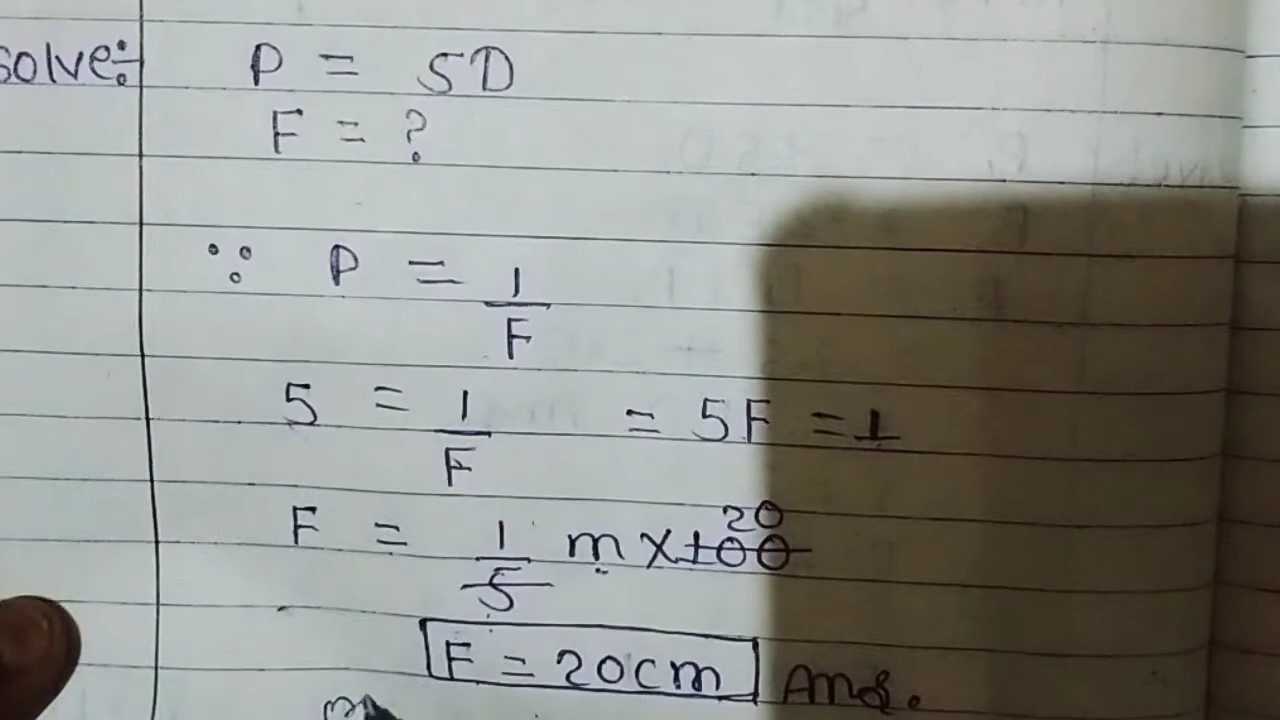 solve:- P = 5D
F = ?
∵ P = 1/F
5 = 1/F = 5F = 1
F = 1/5 m × 100 20
F = 20cm Ans.